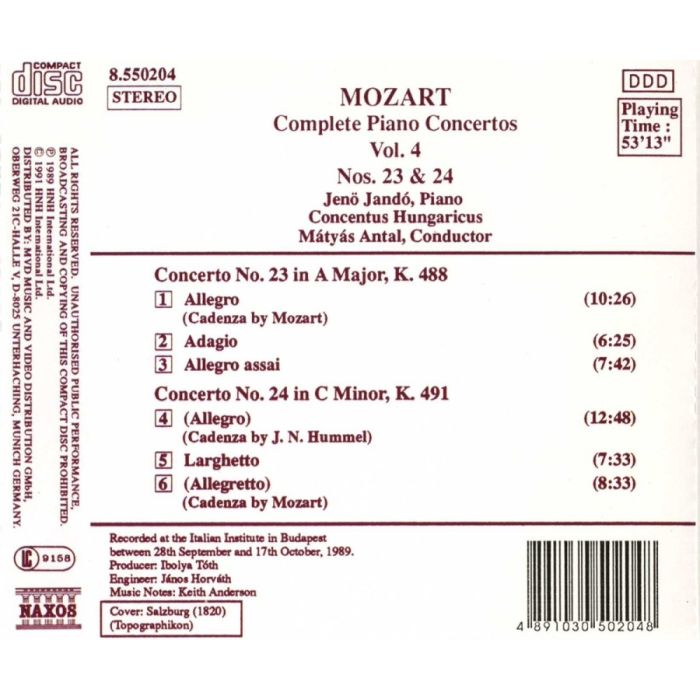 COMPACT
disc
DIGITAL AUDIO
8.550204
STEREO
MOZART
Complete Piano Concertos
Vol. 4
Nos. 23 & 24
Jenö Jandó, Piano
Concentus Hungaricus
Mátyás Antal, Conductor
DDD
Playing
Time :
53'13"
Concerto No. 23 in A Major, K. 488
1 Allegro (10:26)
(Cadenza by Mozart)
2 Adagio (6:25)
3 Allegro assai (7:42)
Concerto No. 24 in C Minor, K. 491
4 (Allegro) (12:48)
(Cadenza by J. N. Hummel)
5 Larghetto (7:33)
6 (Allegretto) (8:33)
(Cadenza by Mozart)
Recorded at the Italian Institute in Budapest
between 28th September and 17th October, 1989.
Producer: Ibolya Tóth
Engineer: János Horváth
Music Notes: Keith Anderson
Cover: Salzburg (1820)
(Topographikon)
4 891030 502048
ALL RIGHTS RESERVED. UNAUTHORISED PUBLIC PERFORMANCE,
BROADCASTING AND COPYING OF THIS COMPACT DISC PROHIBITED.
℗ 1989 HNH International Ltd.
© 1991 HNH International Ltd.
DISTRIBUTED BY: MVD MUSIC AND VIDEO DISTRIBUTION GMbH,
OBERWEG 21C-HALLE V, D-8025 UNTERHACHING, MUNICH GERMANY.
LC 9158
NAXOS